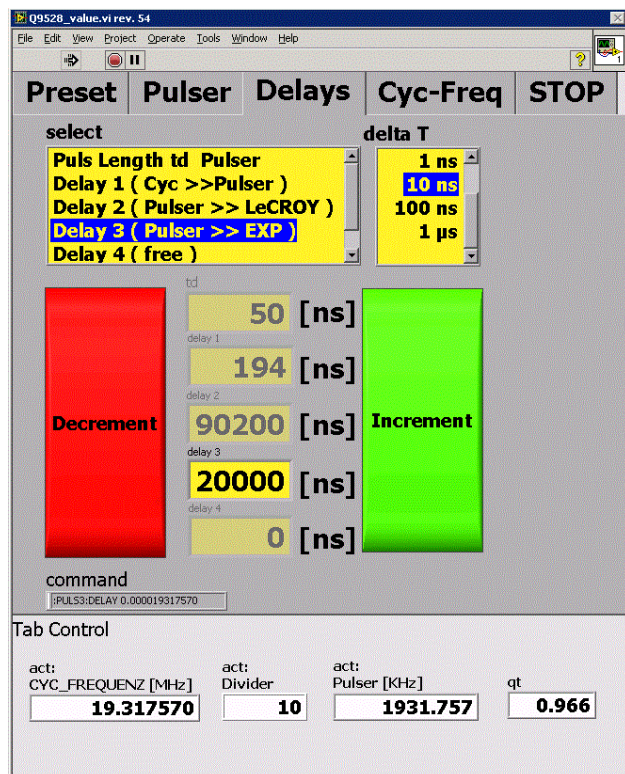 Q9528_value.vi rev. 54
File Edit View Project Operate Tools Window Help
?
1
Preset Pulser Delays Cyc-Freq STOP
select
delta T
Puls Length td Pulser
Delay 1 ( Cyc >>Pulser )
Delay 2 ( Pulser >> LeCROY )
Delay 3 ( Pulser >> EXP )
Delay 4 ( free )
1 ns
10 ns
100 ns
1 µs
td
50 [ns]
delay 1
194 [ns]
delay 2
Decrement
90200 [ns]
Increment
delay 3
20000 [ns]
delay 4
0 [ns]
command
:PULS3:DELAY 0.000019317570
Tab Control
act:
CYC_FREQUENZ [MHz]
19.317570
act:
Divider
10
act:
Pulser [KHz]
1931.757
qt
0.966